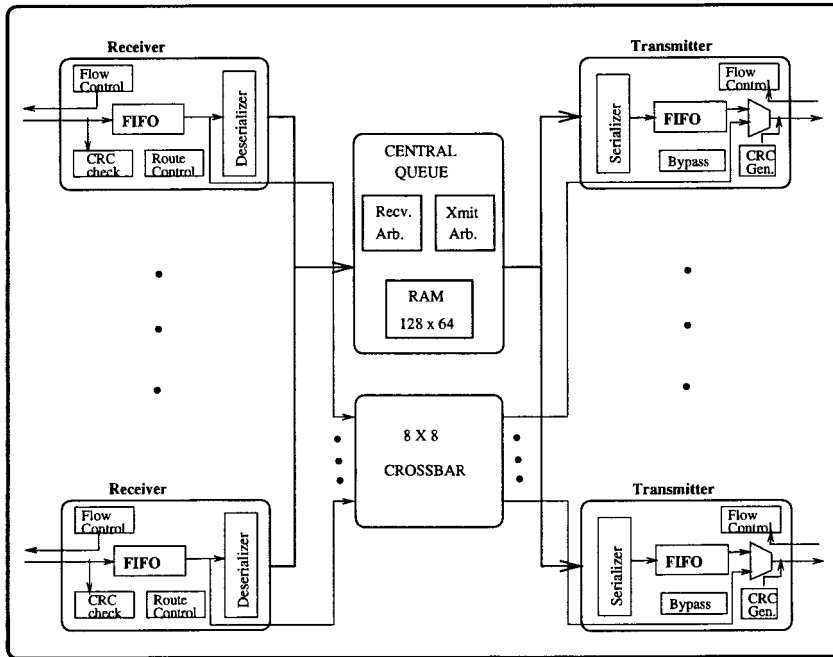 Receiver
Flow
Control
FIFO
Deserializer
CRC
check
Route
Control
CENTRAL
QUEUE
Recv.
Arb.
Xmit
Arb.
RAM
128 x 64
Transmitter
Serializer
FIFO
Flow
Control
Bypass
CRC
Gen.
8 X 8
CROSSBAR
Receiver
Flow
Control
FIFO
Deserializer
CRC
check
Route
Control
Transmitter
Serializer
FIFO
Flow
Control
Bypass
CRC
Gen.